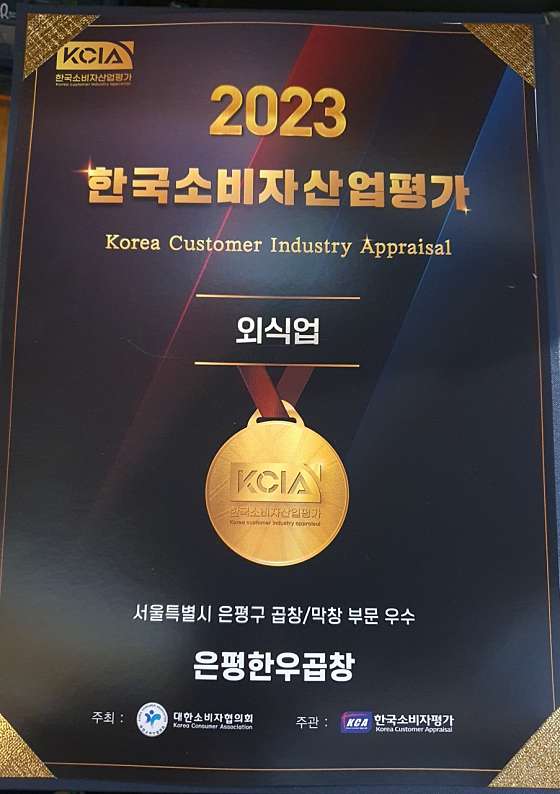 KCIA
한국소비자산업평가
Korea customer industry appraisal
2023
한국소비자산업평가
Korea Customer Industry Appraisal
외식업
KCIA
한국소비자산업평가
Korea customer industry appraisal
서울특별시 은평구 곱창/막창 부문 우수
은평한우곱창
주최 : 대한소비자협의회 주관 : KCA 한국소비자평가
Korea Consumer Association Korea Customer Appraisal